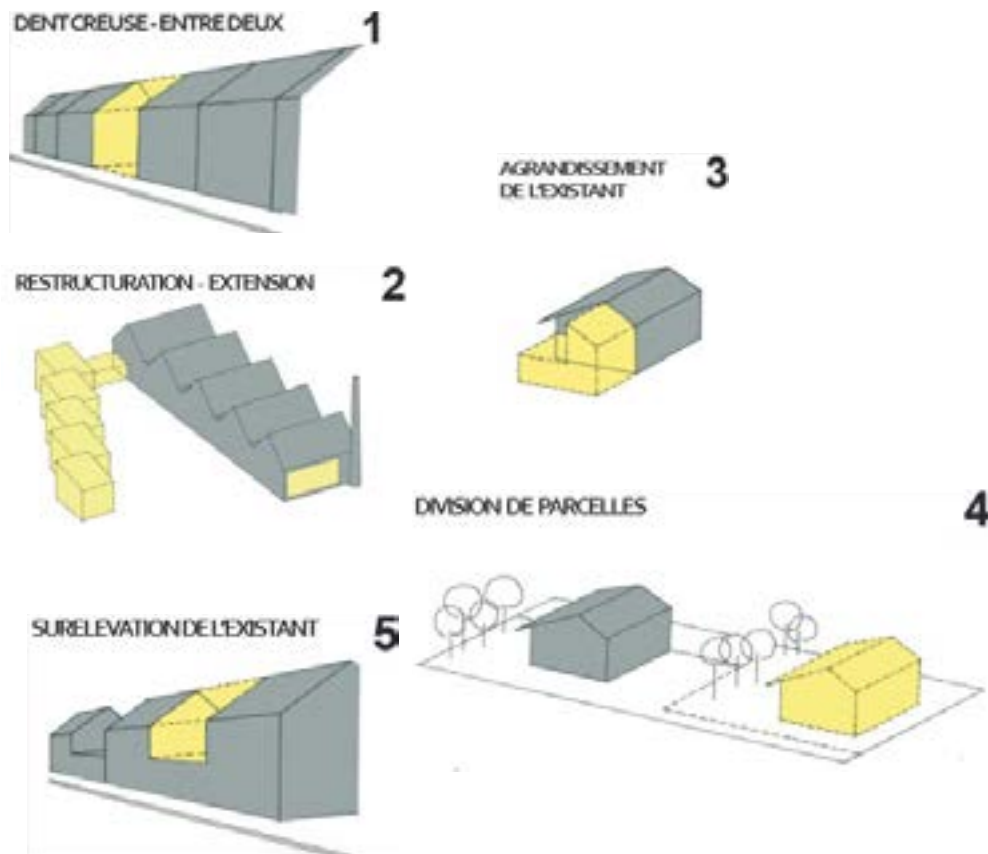 DENT CREUSE - ENTRE DEUX 1
AGRANDISSEMENT 3
DE L'EXISTANT
RESTRUCTURATION - EXTENSION 2
DIVISION DE PARCELLES 4
SURELEVATION DE L'EXISTANT 5